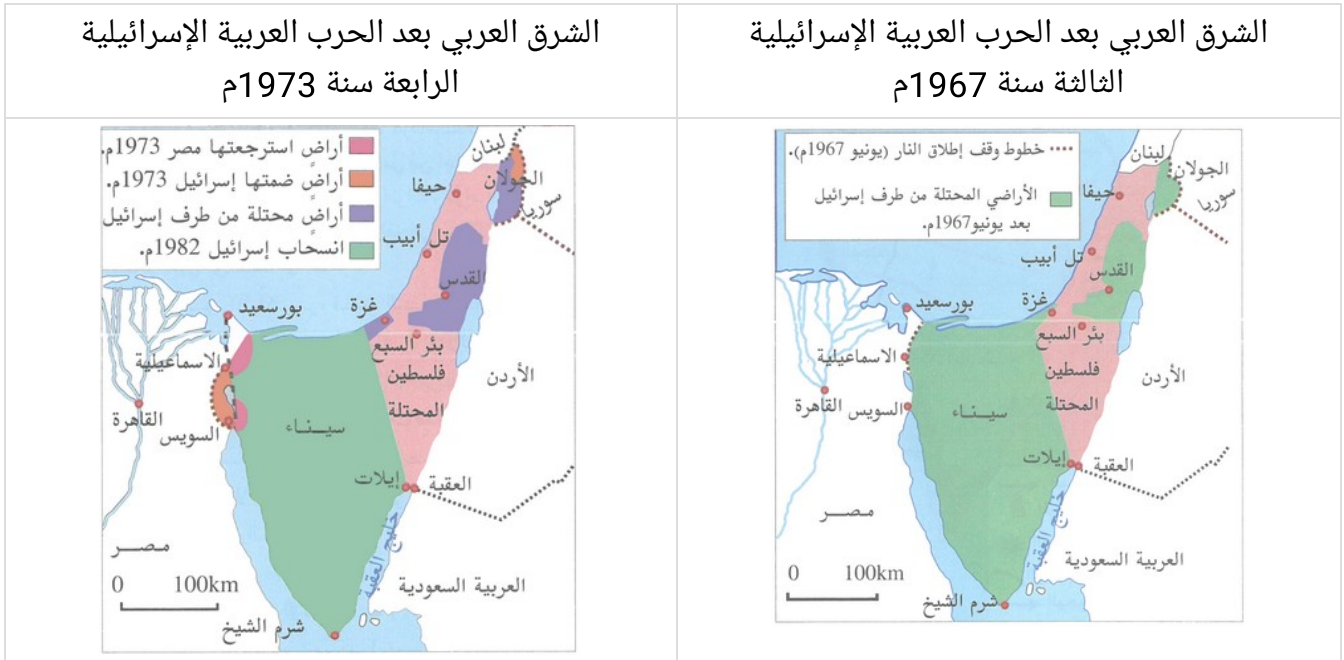 الشرق العربي بعد الحرب العربية الإسرائيلية
الثالثة سنة 1967م
الشرق العربي بعد الحرب العربية الإسرائيلية
الرابعة سنة 1973م
خطوط وقف إطلاق النار (يونيو 1967م).
الأراضي المحتلة من طرف إسرائيل
بعد يونيو1967م.
لبنان
الجولان
سوريا
حيفا
تل أبيب
القدس
غزة
بورسعيد
بئر السبع
الاسماعيلية
فلسطين
الأردن
المحتلة
سيـــنــاء
السويس
القاهرة
إيلات
العقبة
مـصـــر
خليج العقبة
العربية السعودية
0 100km
شرم الشيخ
أراضٍ استرجعتها مصر 1973م.
أراضٍ ضمتها إسرائيل 1973م.
أراضٍ محتلة من طرف إسرائيل
انسحاب إسرائيل 1982م.
لبنان
الجولان
سوريا
حيفا
تل أبيب
القدس
غزة
بورسعيد
بئر السبع
الاسماعيلية
فلسطين
الأردن
المحتلة
سيـــنــاء
القاهرة
السويس
إيلات
العقبة
مـصـــر
خليج العقبة
العربية السعودية
0 100km
شرم الشيخ